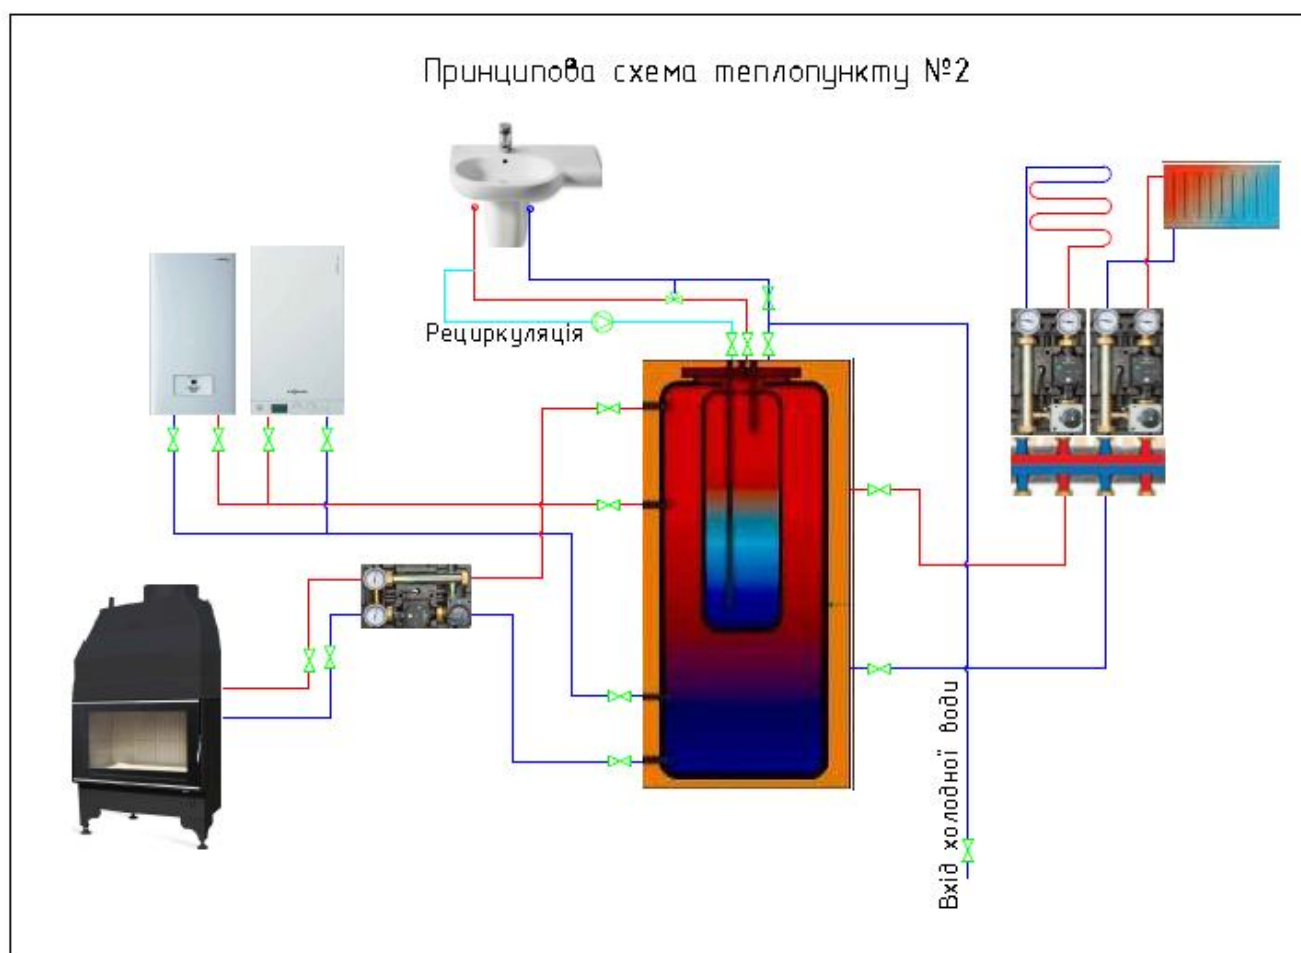 Принципова схема теплопункту №2
Рециркуляція
Вхід холодної води